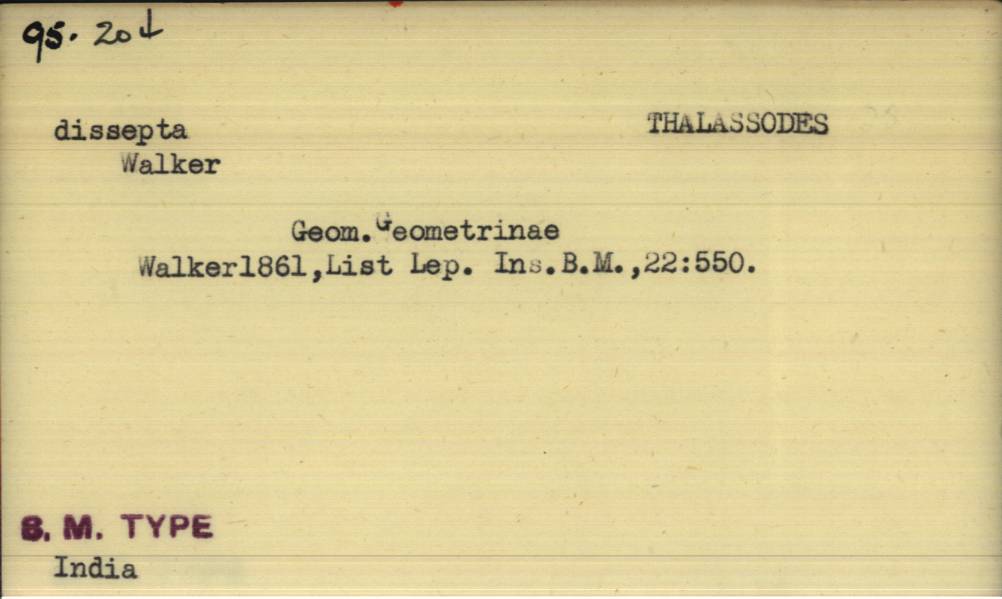 95. 20↓
dissepta THALASSODES
Walker
Geom.Geometrinae
Walker1861,List Lep. Ins.B.M.,22:550.
B. M. TYPE
India